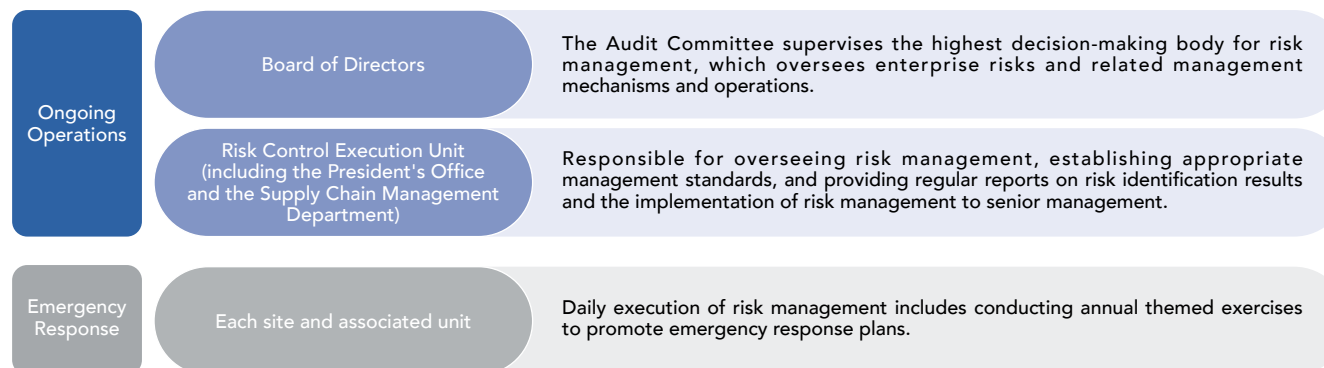 Ongoing
Operations
Board of Directors
The Audit Committee supervises the highest decision-making body for risk
management, which oversees enterprise risks and related management
mechanisms and operations.
Risk Control Execution Unit
(including the President's Office
and the Supply Chain Management
Department)
Responsible for overseeing risk management, establishing appropriate
management standards, and providing regular reports on risk identification results
and the implementation of risk management to senior management.
Emergency
Response
Each site and associated unit
Daily execution of risk management includes conducting annual themed exercises
to promote emergency response plans.